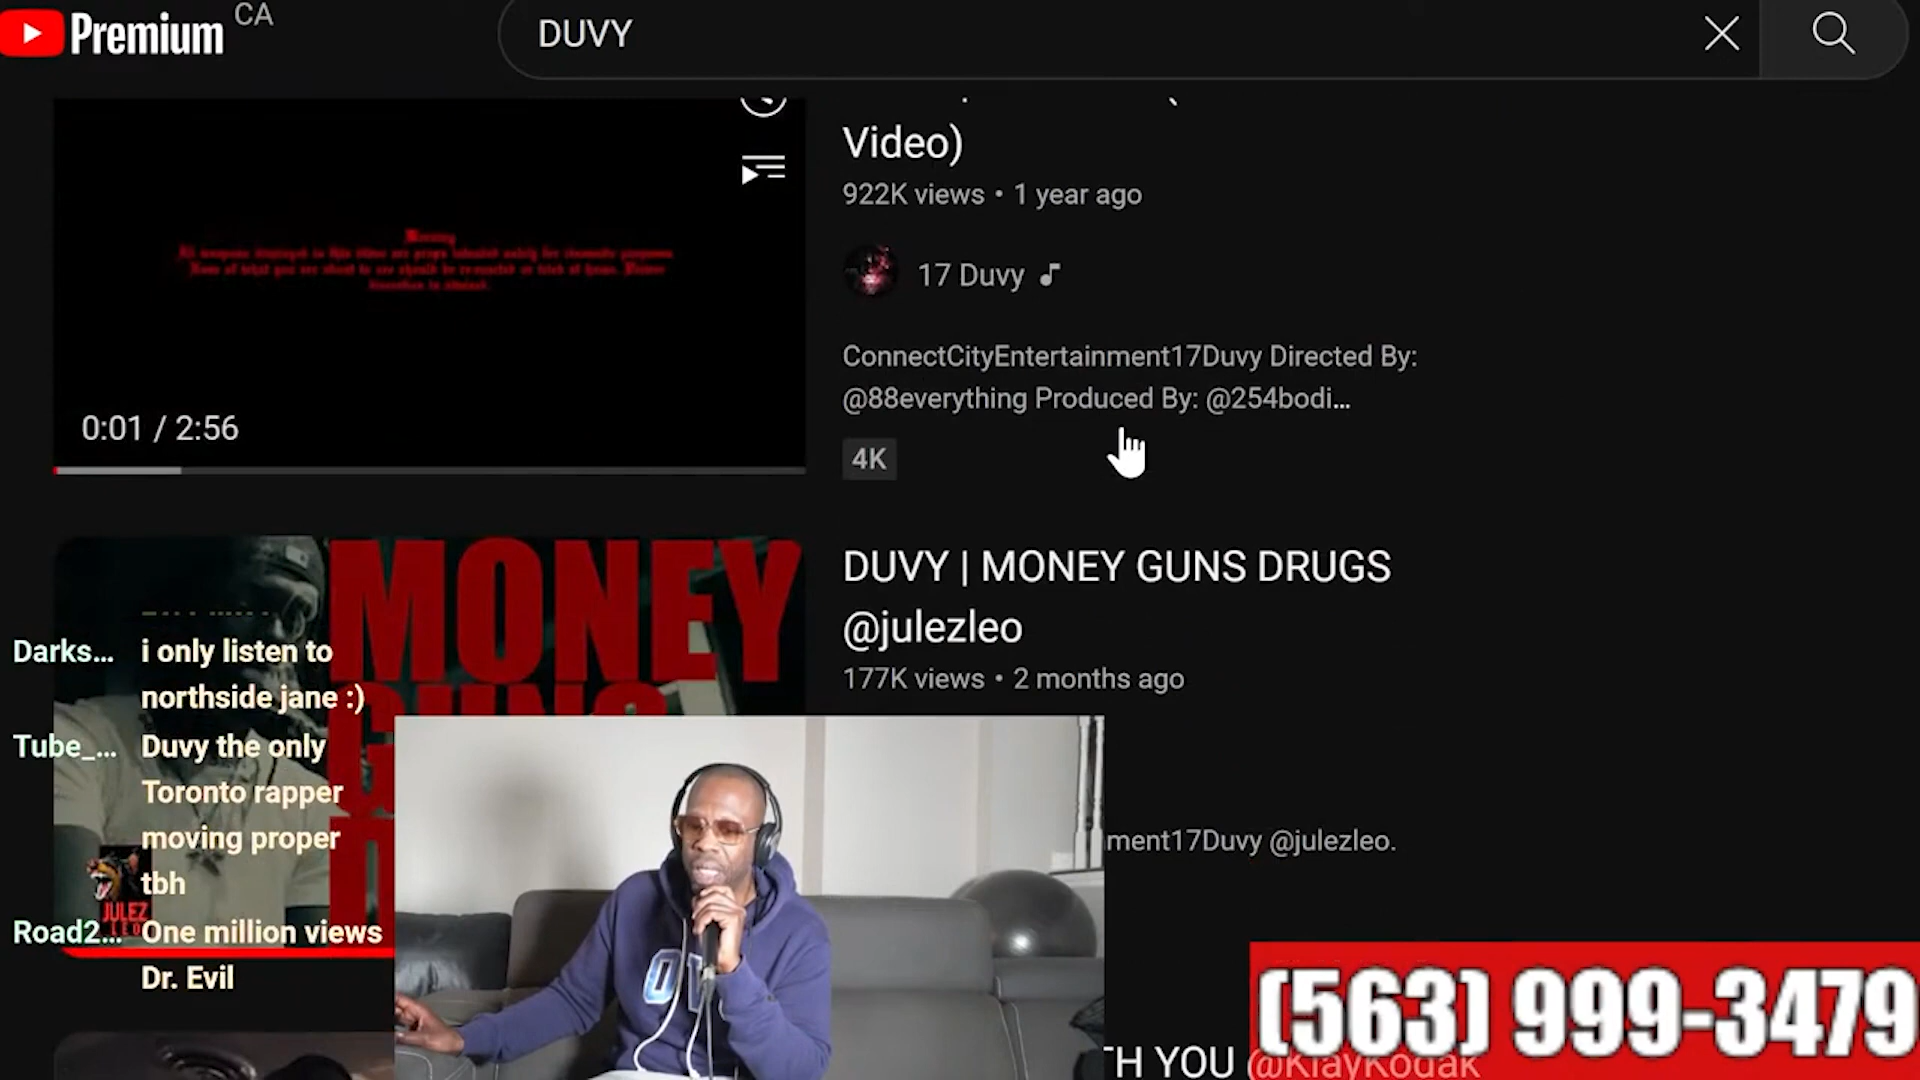 Premium CA
DUVY
Video)
922K views • 1 year ago
17 Duvy
ConnectCityEntertainment17Duvy Directed By:
@88everything Produced By: @254bodi...
4K
0:01 / 2:56
MONEY
GUNS
DUVY | MONEY GUNS DRUGS
@julezleo
177K views • 2 months ago
Darks... i only listen to
northside jane :)
Tube_... Duvy the only
Toronto rapper
moving proper
tbh
JULEZ
LEO
Road2... One million views
Dr. Evil
ment17Duvy @julezleo.
(563) 999-3479
TH YOU @KlayKodak